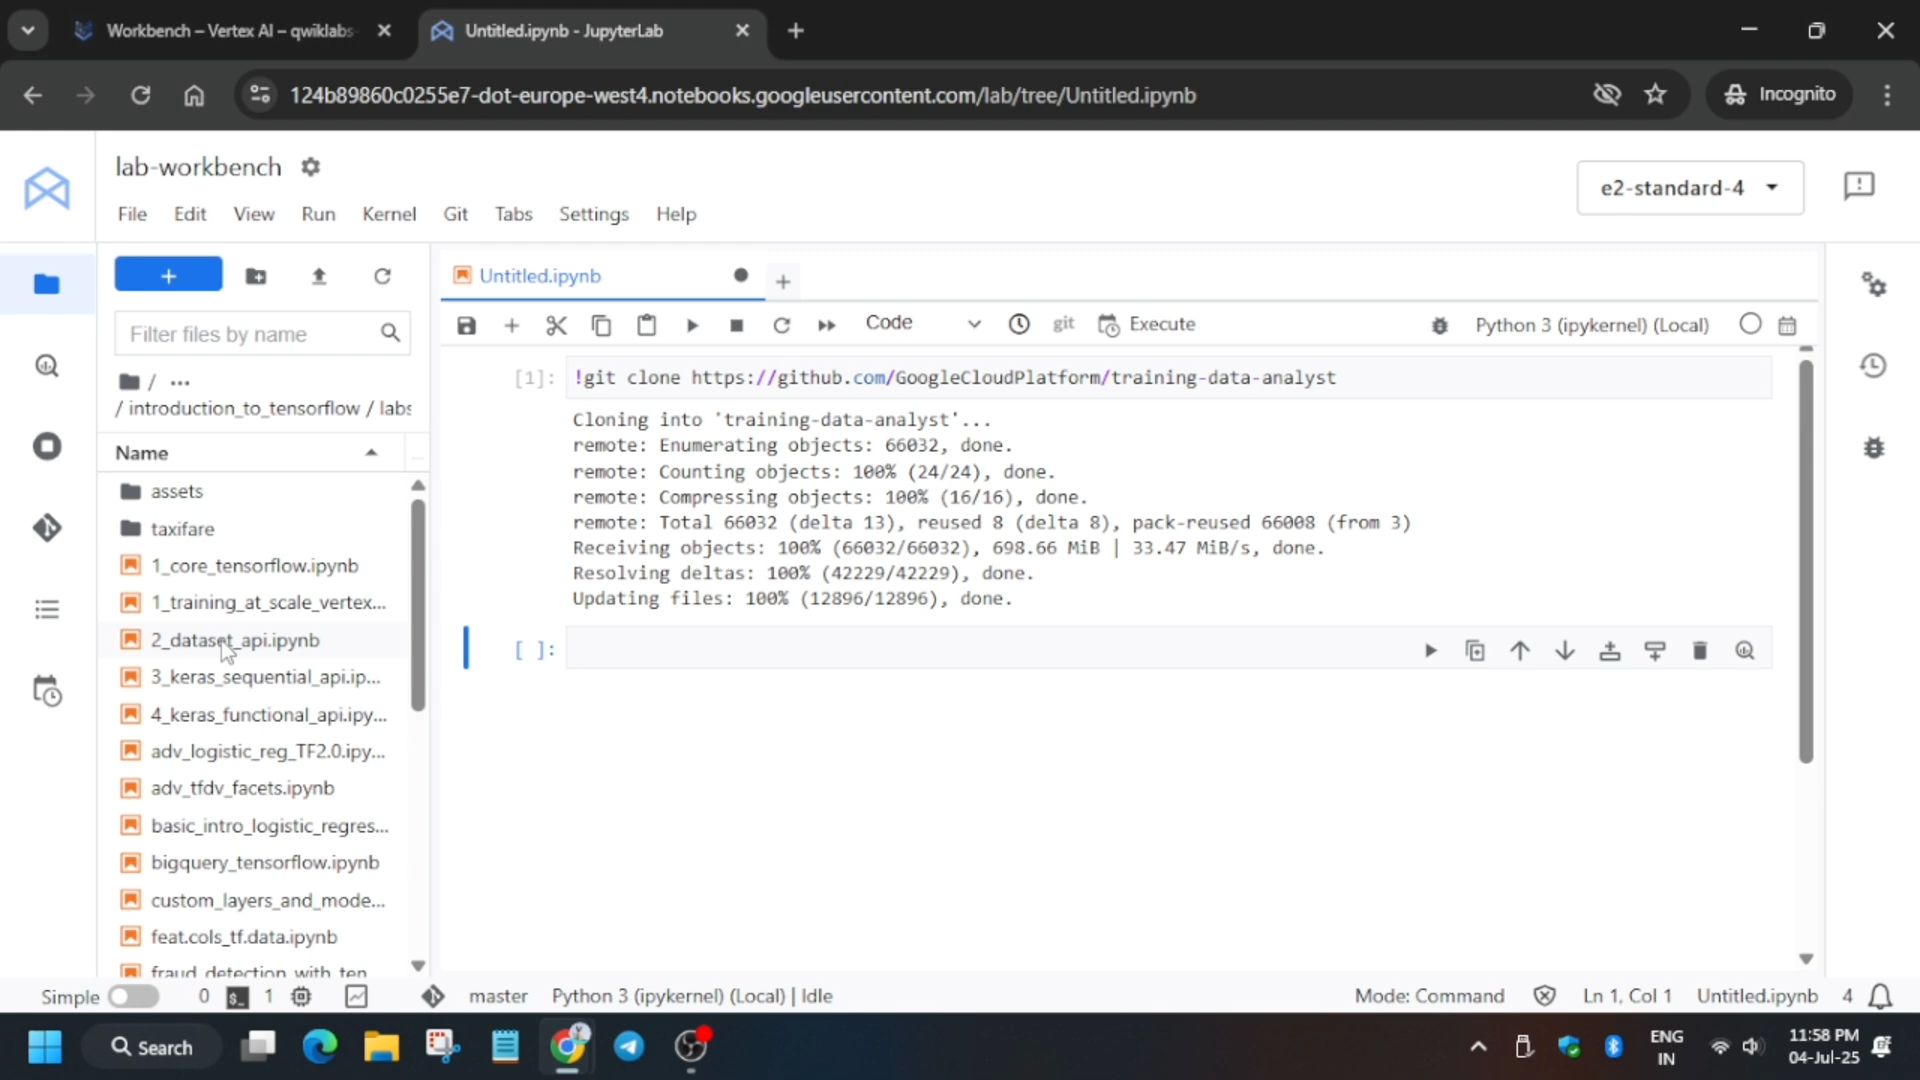 Workbench – Vertex AI – qwiklabs-
Untitled.ipynb - JupyterLab
124b89860c0255e7-dot-europe-west4.notebooks.googleusercontent.com/lab/tree/Untitled.ipynb
Incognito
lab-workbench
e2-standard-4
File Edit View Run Kernel Git Tabs Settings Help
Untitled.ipynb
Filter files by name
Code
git
Execute
Python 3 (ipykernel) (Local)
/ ...
/ introduction_to_tensorflow / labs
Name
assets
taxifare
1_core_tensorflow.ipynb
1_training_at_scale_vertex...
2_dataset_api.ipynb
3_keras_sequential_api.ip...
4_keras_functional_api.ipy...
adv_logistic_reg_TF2.0.ipy...
adv_tfdv_facets.ipynb
basic_intro_logistic_regres...
bigquery_tensorflow.ipynb
custom_layers_and_mode...
feat.cols_tf.data.ipynb
fraud_detection_with_ten...
[1]: !git clone https://github.com/GoogleCloudPlatform/training-data-analyst
Cloning into 'training-data-analyst'...
remote: Enumerating objects: 66032, done.
remote: Counting objects: 100% (24/24), done.
remote: Compressing objects: 100% (16/16), done.
remote: Total 66032 (delta 13), reused 8 (delta 8), pack-reused 66008 (from 3)
Receiving objects: 100% (66032/66032), 698.66 MiB | 33.47 MiB/s, done.
Resolving deltas: 100% (42229/42229), done.
Updating files: 100% (12896/12896), done.
[ ]:
Simple 0 $_ 1 master Python 3 (ipykernel) (Local) | Idle Mode: Command Ln 1, Col 1 Untitled.ipynb 4
Search
ENG
IN
11:58 PM
04-Jul-25